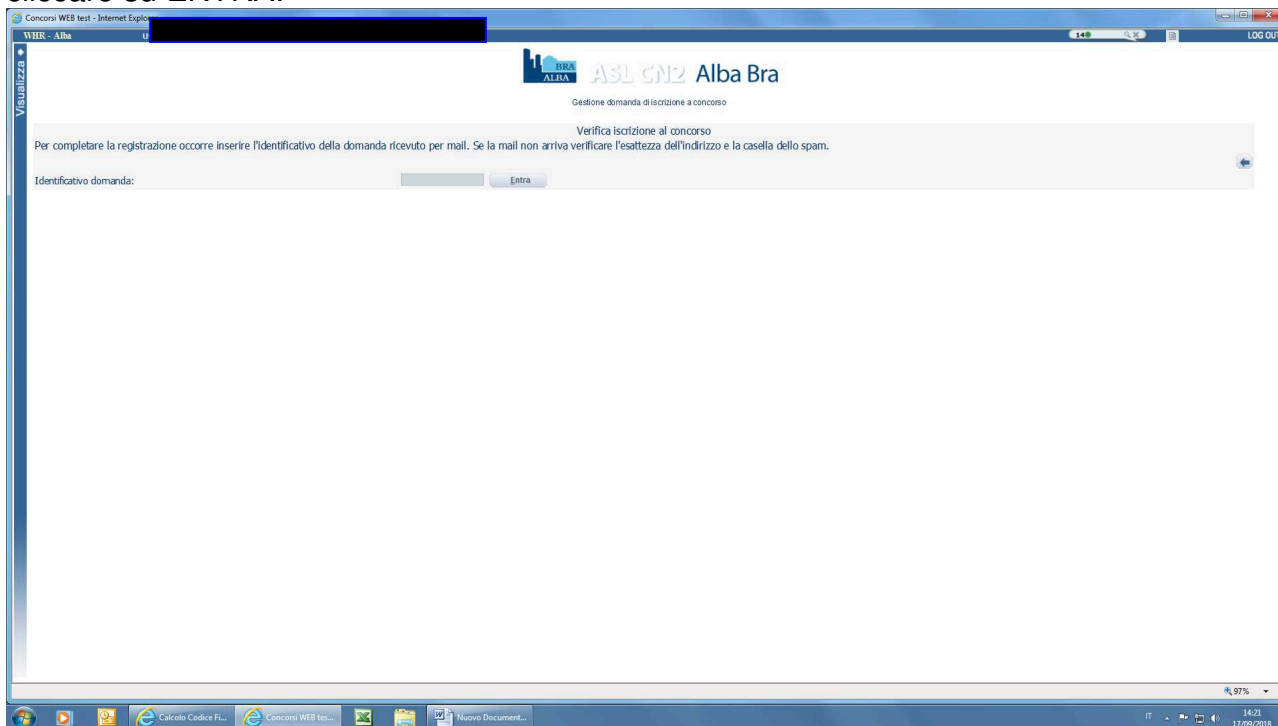 Concorsi WEB test - Internet Explor
WHR - Alba
14
LOG OUT
Visualizza
BRA
ALBA
ASL CN2 Alba Bra
Gestione domanda di iscrizione a concorso
Verifica iscrizione al concorso
Per completare la registrazione occorre inserire l'identificativo della domanda ricevuto per mail. Se la mail non arriva verificare l'esattezza dell'indirizzo e la casella dello spam.
Identificativo domanda:
Entra
97%
Calcolo Codice Fi...
Concorsi WEB tes...
Nuovo Document...
IT
14:21
17/09/2018